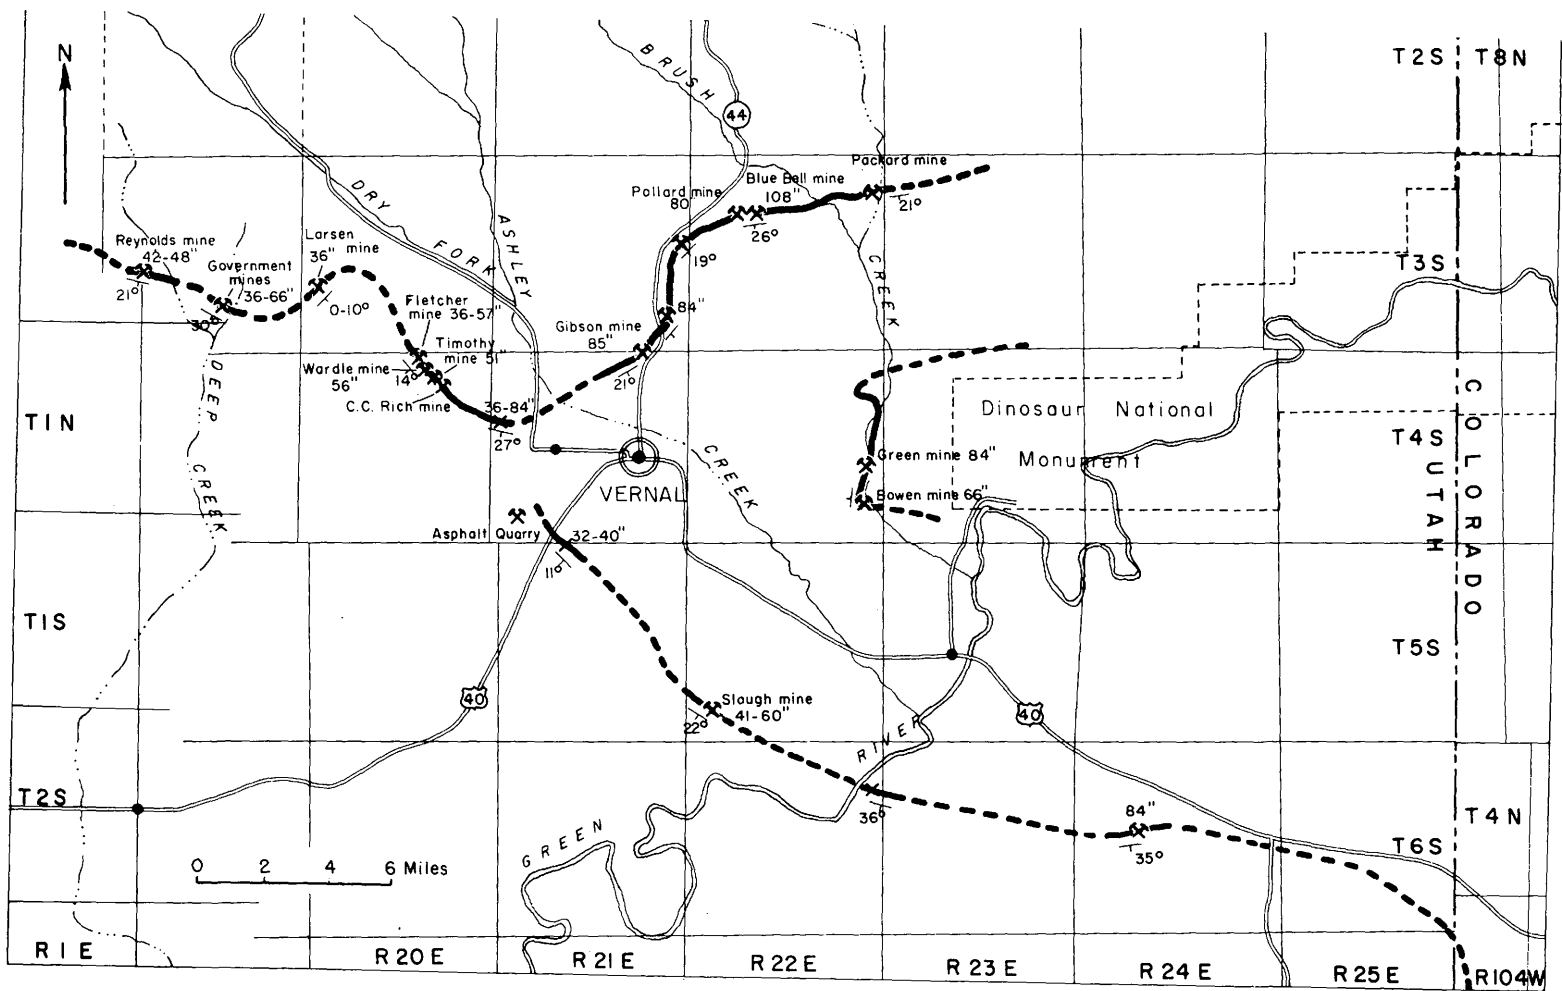 N
T2S T8N
BRUSH
44
Packard mine
Blue Bell mine
108"
Pollard mine
80"
21°
26°
19°
DRY
FORK
ASHLEY
Larsen
36" mine
Reynolds mine
42-48"
Government
mines
36-66"
21°
30°
0-10°
CREEK
T3S
Fletcher
mine 36-57"
84"
Gibson mine
85"
21°
Timothy
mine 51"
Wardle mine
56"
14°
C.C. Rich mine
36-84"
27°
DEEP
CREEK
T1N
Dinosaur National
Monument
T4S
UTAH
COLORADO
Green mine 84"
Bowen mine 66"
VERNAL
CREEK
Asphalt Quarry
32-40"
11°
T1S
T5S
40
Slough mine
41-60"
22°
40
RIVER
T2S
36°
84"
35°
T4N
T6S
GREEN
0 2 4 6 Miles
R1E R20E R21E R22E R23E R24E R25E R104W